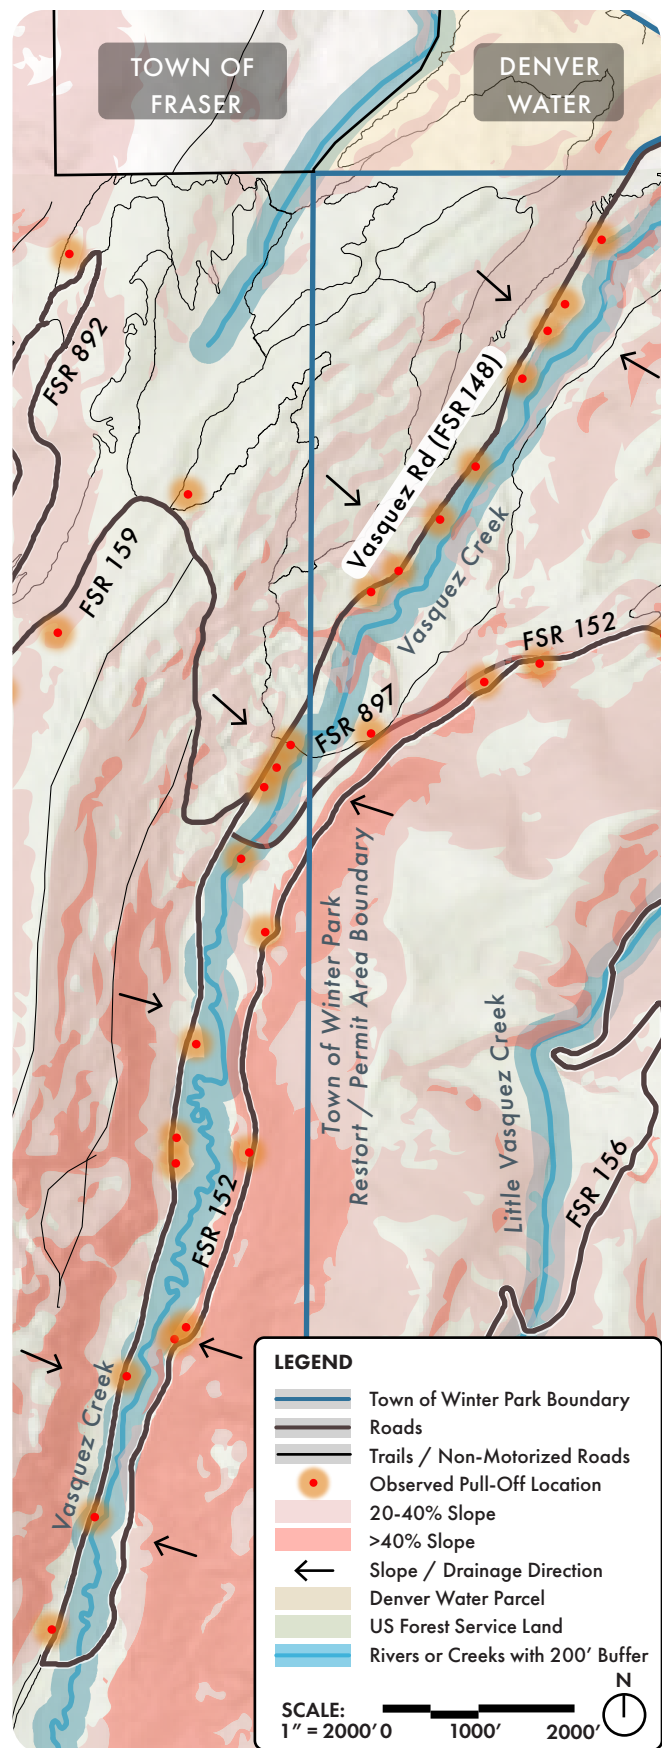 TOWN OF
FRASER
DENVER
WATER
FSR 892
Vasquez Rd (FSR 148)
FSR 159
Vasquez Creek
FSR 152
FSR 897
Town of Winter Park
Restort / Permit Area Boundary
Little Vasquez Creek
FSR 156
FSR 152
Vasquez Creek
LEGEND
Town of Winter Park Boundary
Roads
Trails / Non-Motorized Roads
Observed Pull-Off Location
20-40% Slope
>40% Slope
Slope / Drainage Direction
Denver Water Parcel
US Forest Service Land
Rivers or Creeks with 200' Buffer
N
SCALE:
1" = 2000' 0 1000' 2000'